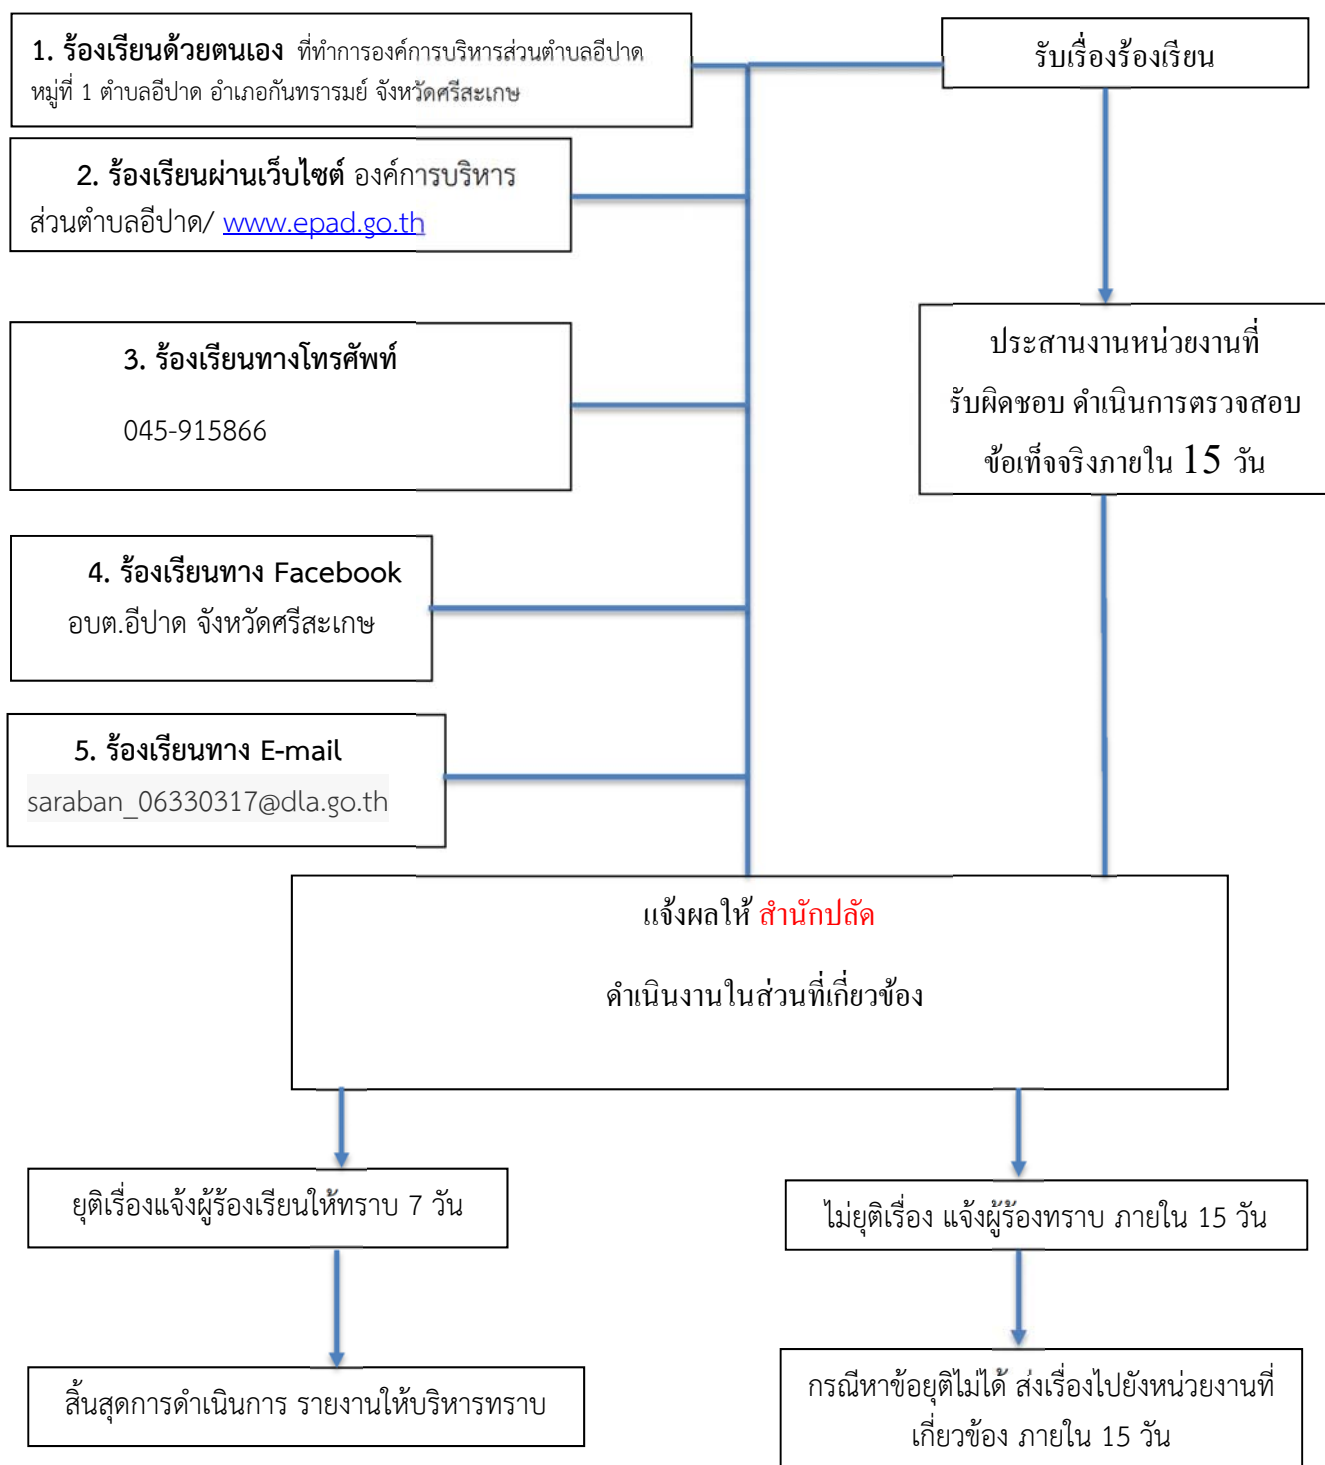 1. ร้องเรียนด้วยตนเอง ที่ทำการองค์การบริหารส่วนตำบลอีปาด
หมู่ที่ 1 ตำบลอีปาด อำเภอกันทรารมย์ จังหวัดศรีสะเกษ
รับเรื่องร้องเรียน
2. ร้องเรียนผ่านเว็บไซต์ องค์การบริหาร
ส่วนตำบลอีปาด/ www.epad.go.th
3. ร้องเรียนทางโทรศัพท์
045-915866
ประสานงานหน่วยงานที่
รับผิดชอบ ดำเนินการตรวจสอบ
ข้อเท็จจริงภายใน 15 วัน
4. ร้องเรียนทาง Facebook
อบต.อีปาด จังหวัดศรีสะเกษ
5. ร้องเรียนทาง E-mail
saraban_06330317@dla.go.th
แจ้งผลให้ สำนักปลัด
ดำเนินงานในส่วนที่เกี่ยวข้อง
ยุติเรื่องแจ้งผู้ร้องเรียนให้ทราบ 7 วัน
ไม่ยุติเรื่อง แจ้งผู้ร้องทราบ ภายใน 15 วัน
สิ้นสุดการดำเนินการ รายงานให้บริหารทราบ
กรณีหาข้อยุติไม่ได้ ส่งเรื่องไปยังหน่วยงานที่
เกี่ยวข้อง ภายใน 15 วัน